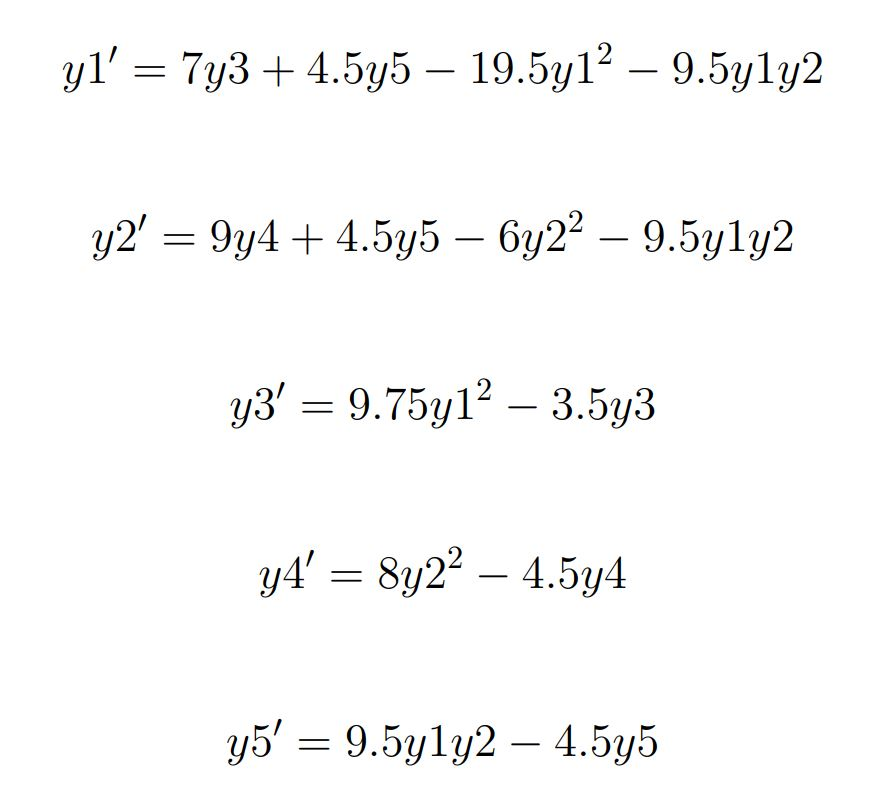 y1′ = 7y3 + 4.5y5 − 19.5y1² − 9.5y1y2
y2′ = 9y4 + 4.5y5 − 6y2² − 9.5y1y2
y3′ = 9.75y1² − 3.5y3
y4′ = 8y2² − 4.5y4
y5′ = 9.5y1y2 − 4.5y5